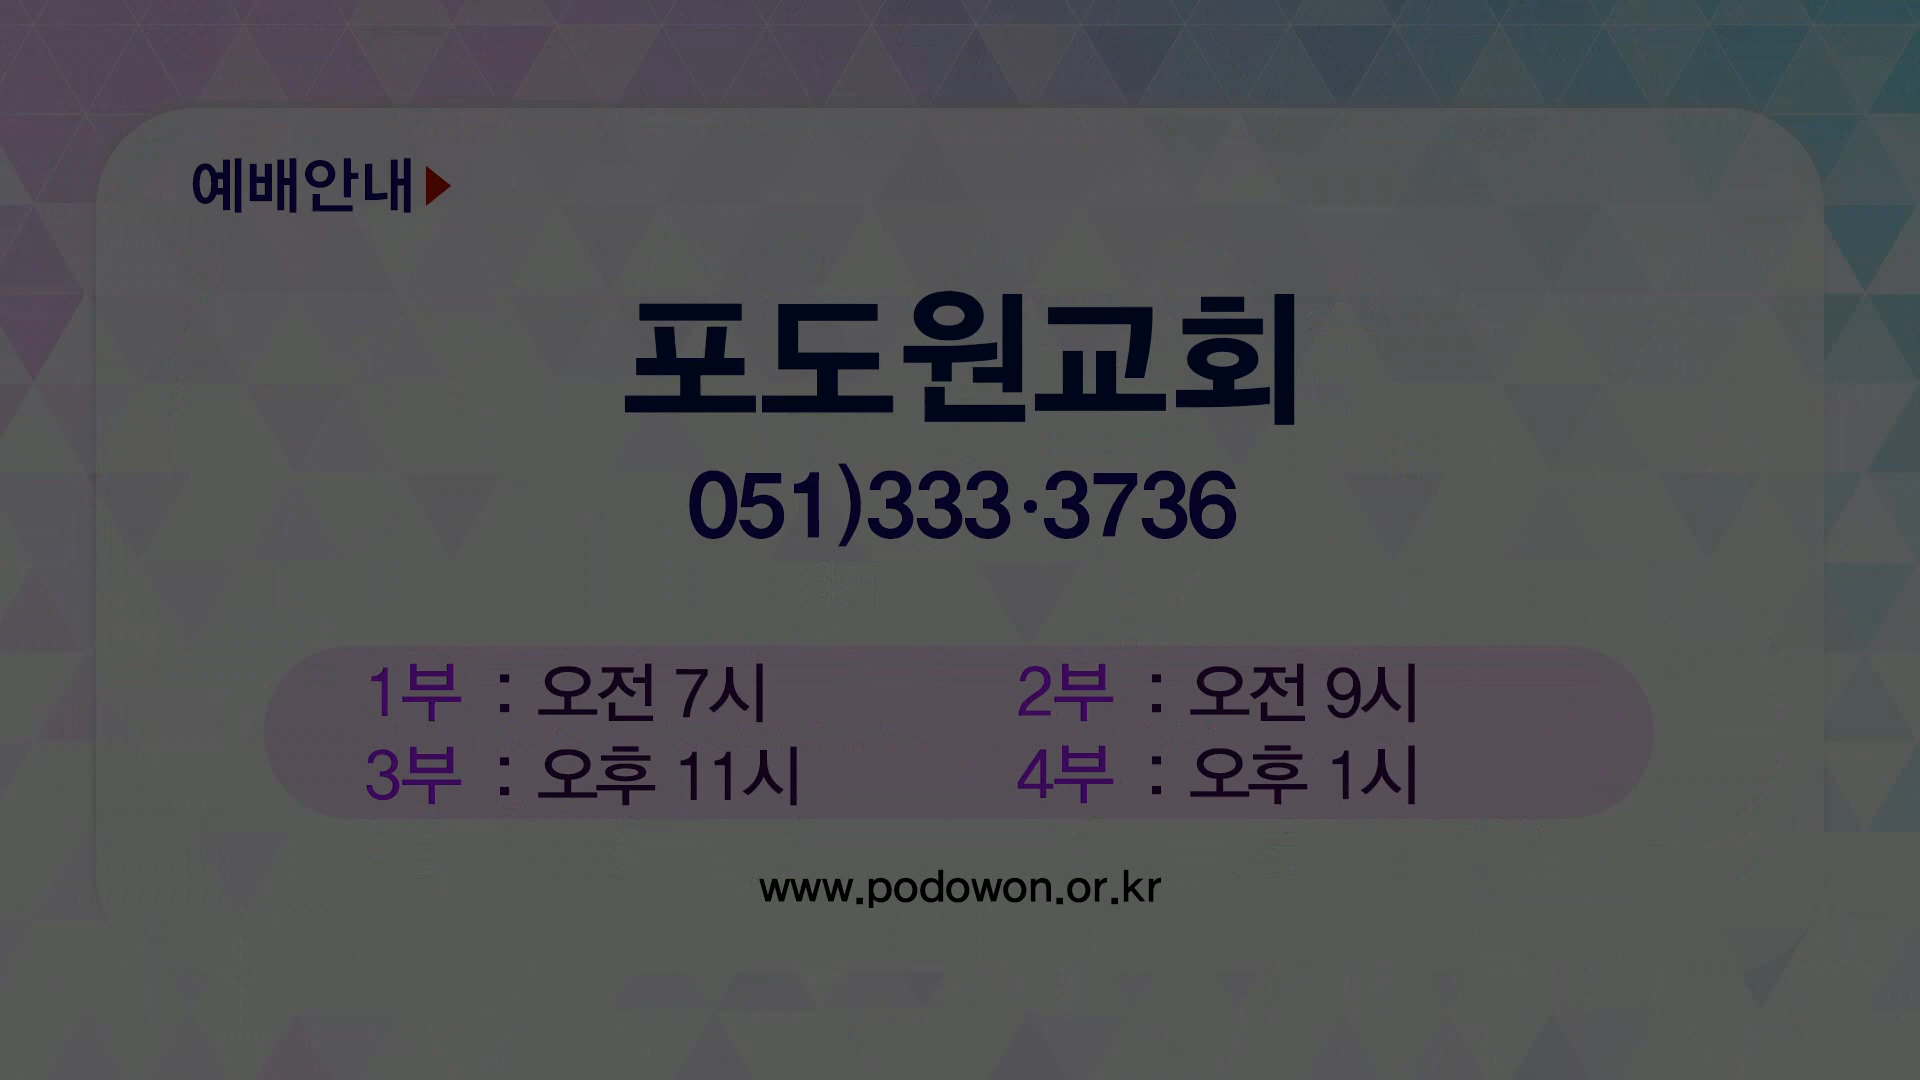 예배안내▶
포도원교회
051)333·3736
1부 : 오전 7시 2부 : 오전 9시
3부 : 오후 11시 4부 : 오후 1시
www.podowon.or.kr